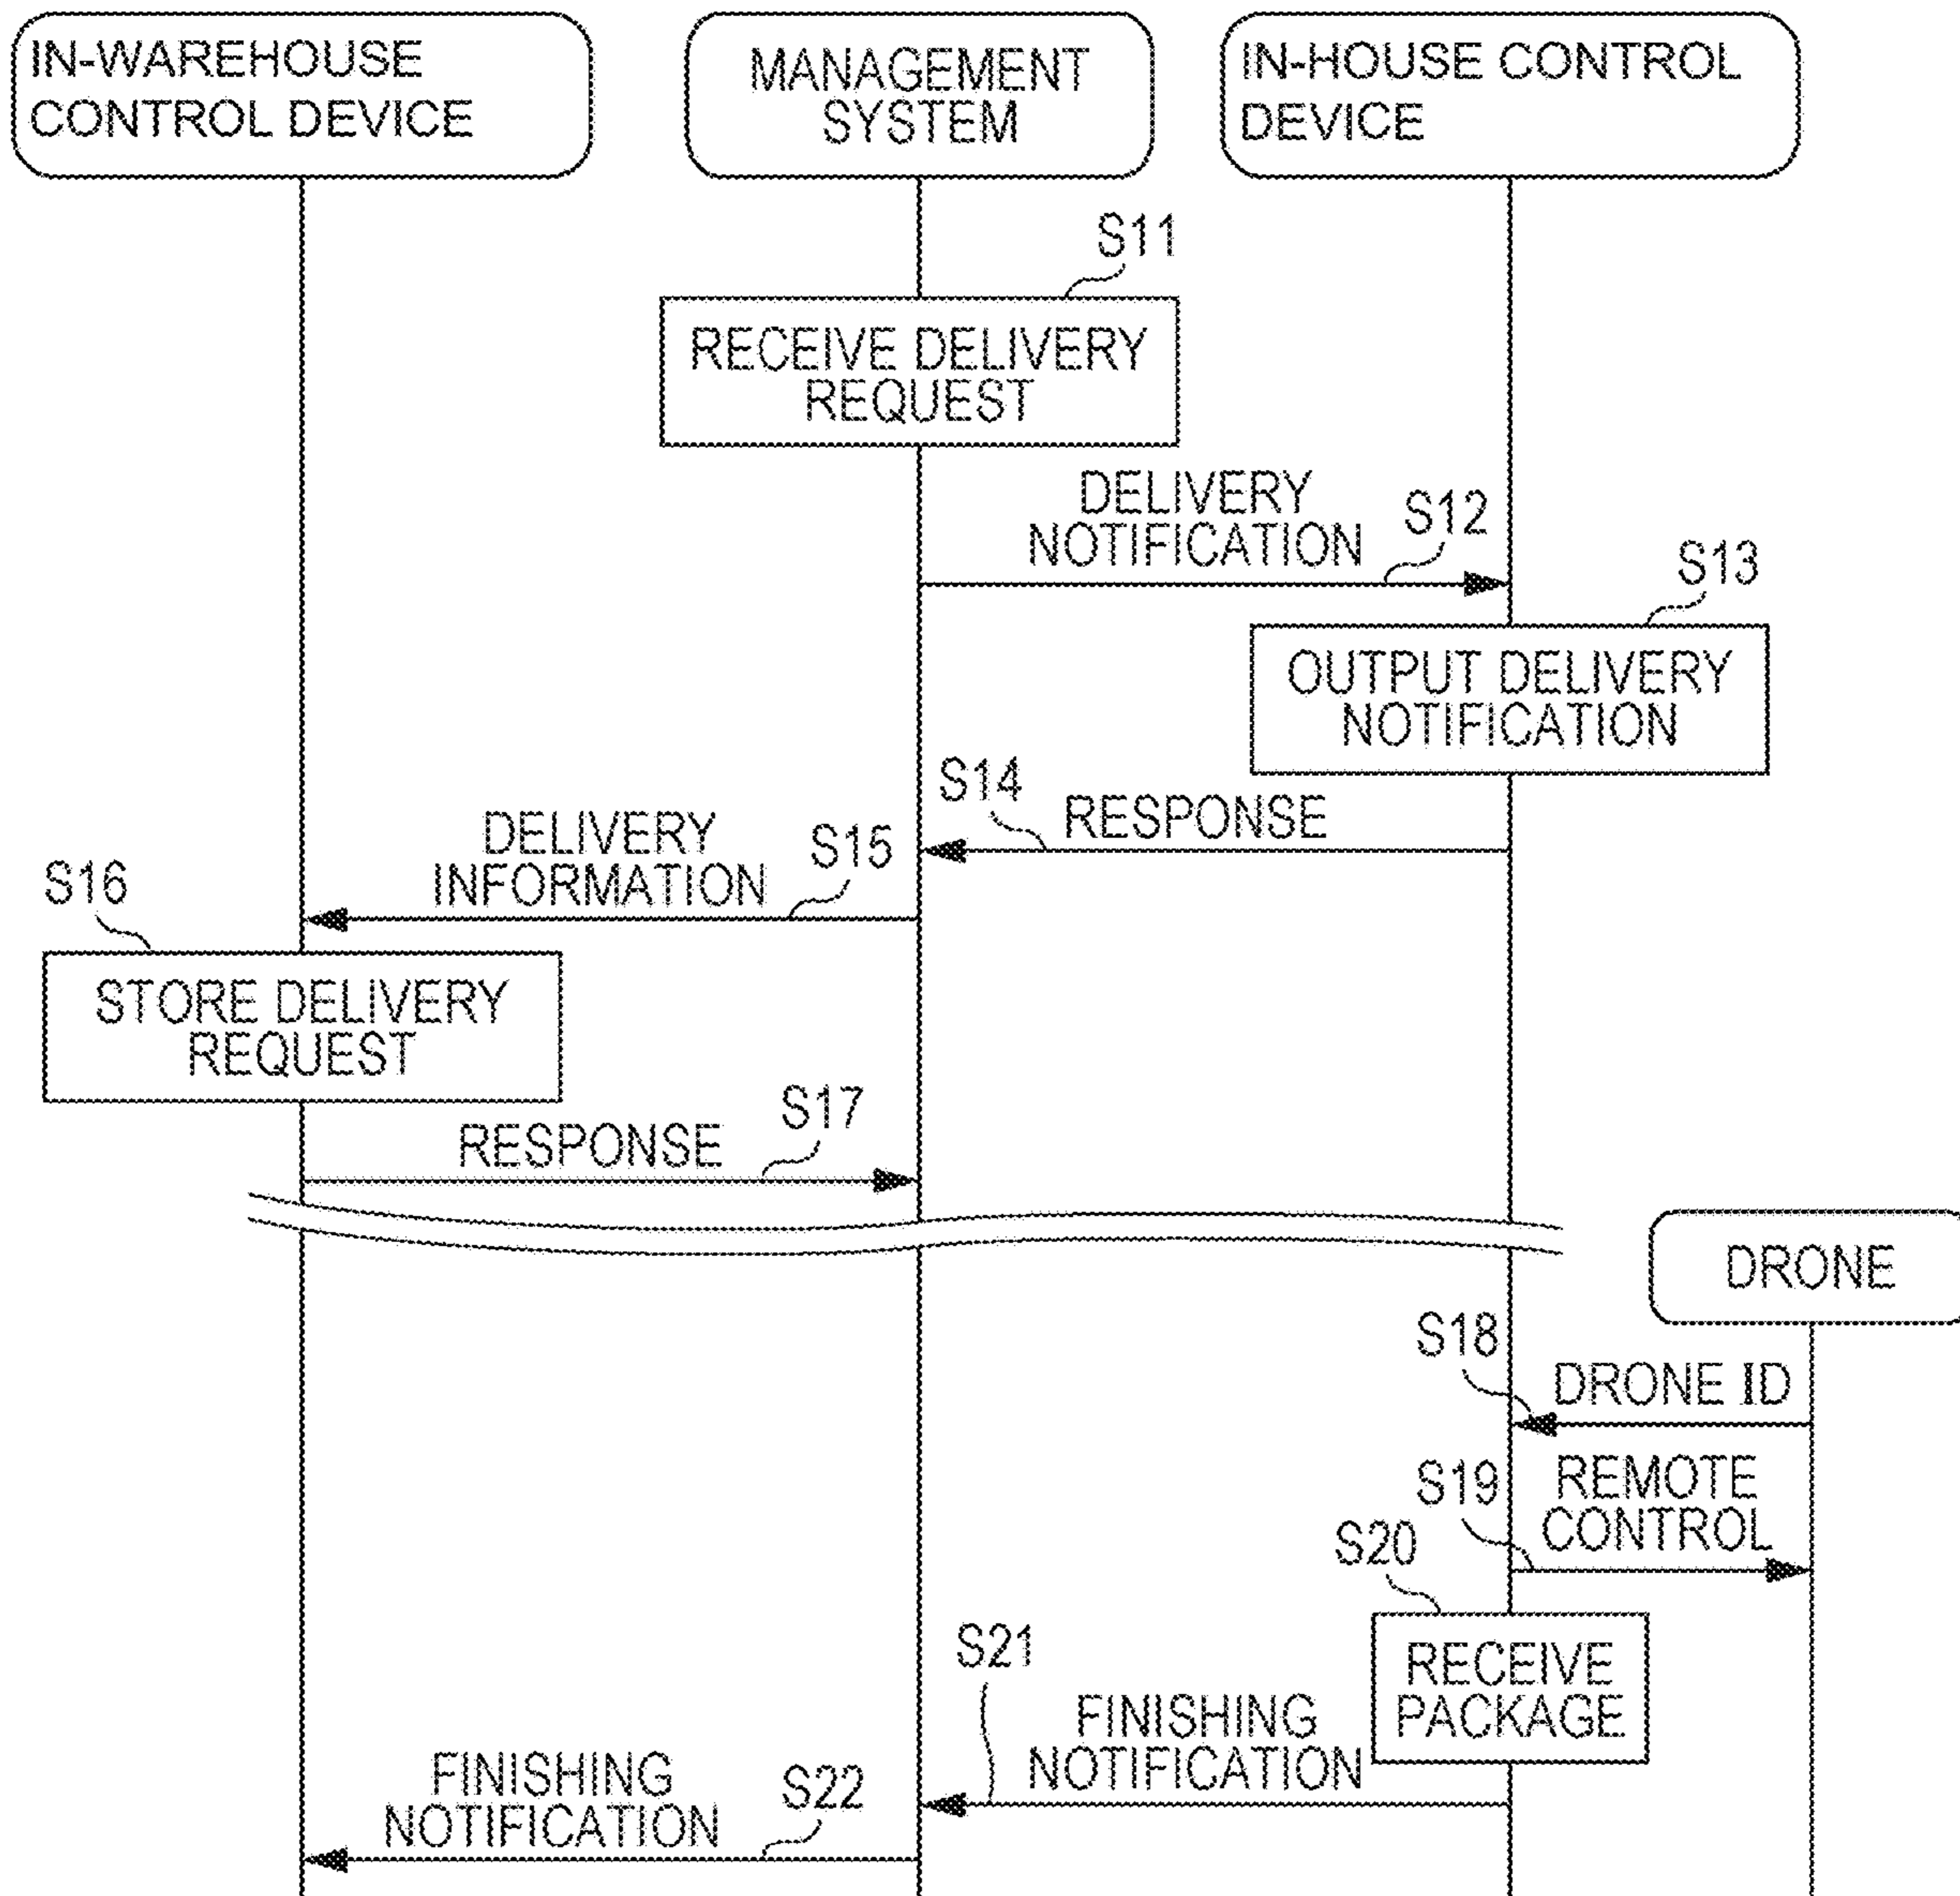 IN-WAREHOUSE
CONTROL DEVICE
MANAGEMENT
SYSTEM
IN-HOUSE CONTROL
DEVICE
S11
RECEIVE DELIVERY
REQUEST
DELIVERY
NOTIFICATION
S12
S13
OUTPUT DELIVERY
NOTIFICATION
S14
RESPONSE
DELIVERY
INFORMATION
S15
S16
STORE DELIVERY
REQUEST
S17
RESPONSE
DRONE
S18
DRONE ID
S19
REMOTE
CONTROL
S20
RECEIVE
PACKAGE
S21
FINISHING
NOTIFICATION
FINISHING
NOTIFICATION
S22